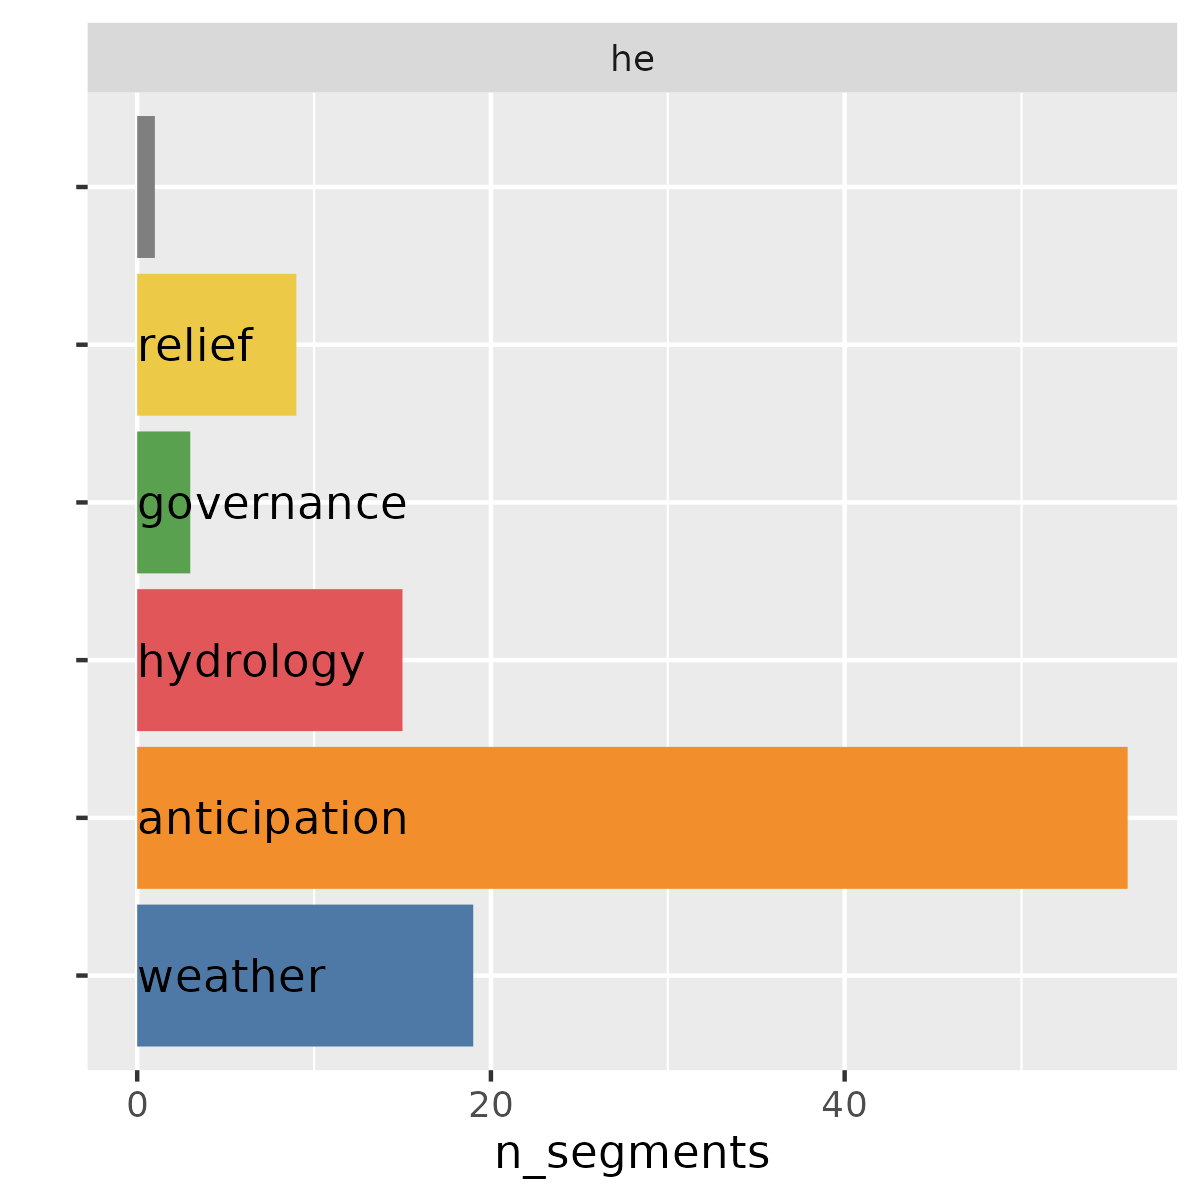 he
relief
governance
hydrology
anticipation
weather
0 20 40
n_segments